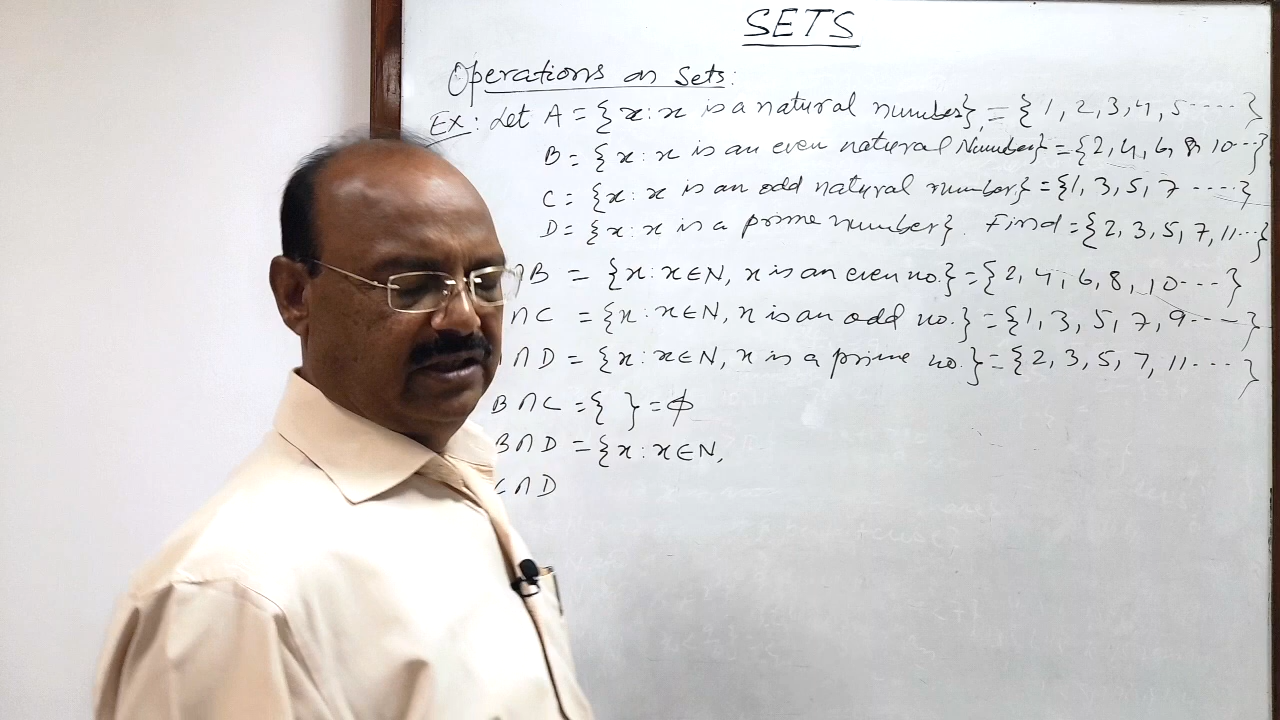 SETS
Operations on Sets:
Ex: Let A = {x : x is a natural number} = {1, 2, 3, 4, 5 ····}
B = {x : x is an even natural Number} = {2, 4, 6, 8, 10 ···}
C = {x : x is an odd natural number} = {1, 3, 5, 7 ·····}
D = {x : x is a prime number}. Find = {2, 3, 5, 7, 11 ···}
∩B = {x : x∈N, x is an even no.} = {2, 4, 6, 8, 10 ···}
∩C = {x : x∈N, x is an odd no.} = {1, 3, 5, 7, 9 ····}
∩D = {x : x∈N, x is a prime no.} = {2, 3, 5, 7, 11 ····}
B∩C = { } = ϕ
B∩D = {x : x∈N,
C∩D